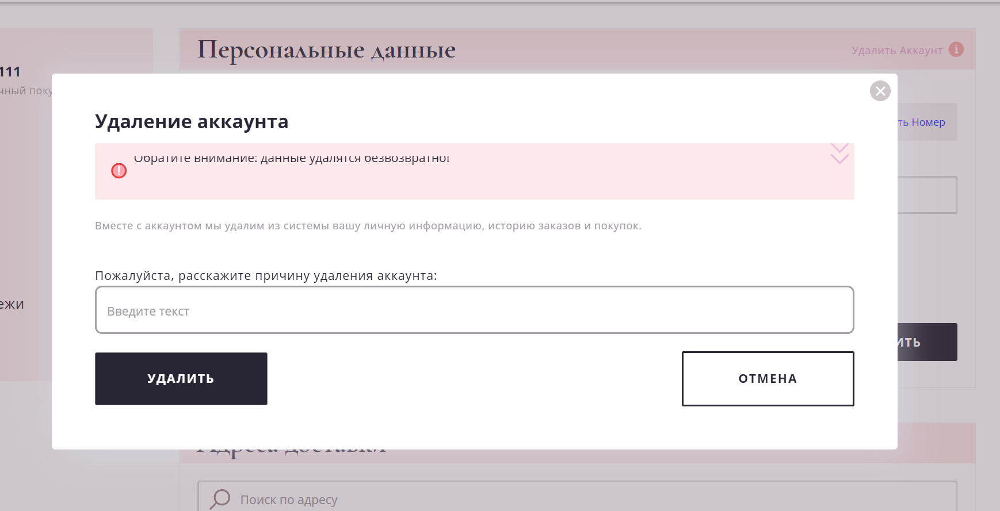 Персональные данные
Удалить Аккаунт
111
Удаление аккаунта
ть Номер
Обратите внимание: данные удалятся безвозвратно!
Вместе с аккаунтом мы удалим из системы вашу личную информацию, историю заказов и покупок.
Пожалуйста, расскажите причину удаления аккаунта:
ежи
Введите текст
ИТЬ
УДАЛИТЬ
ОТМЕНА
Адреса доставки
Поиск по адресу